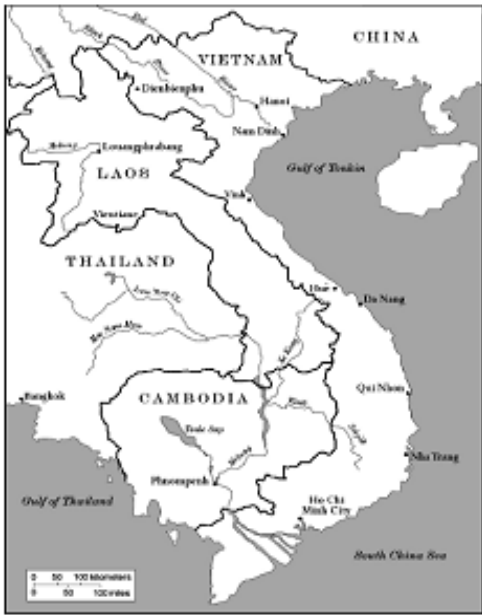 CHINA
VIETNAM
Dienbienphu
Hanoi
Nam Dinh
Mekong
Louangphrabang
Gulf of Tonkin
LAOS
Vinh
Vientiane
THAILAND
Hué
Da Nang
Bangkok
CAMBODIA
Qui Nhon
Tonle Sap
Mekong
Nha Trang
Phnompenh
Gulf of Thailand
Ho Chi
Minh City
South China Sea
0 50 100 kilometers
0 50 100 miles